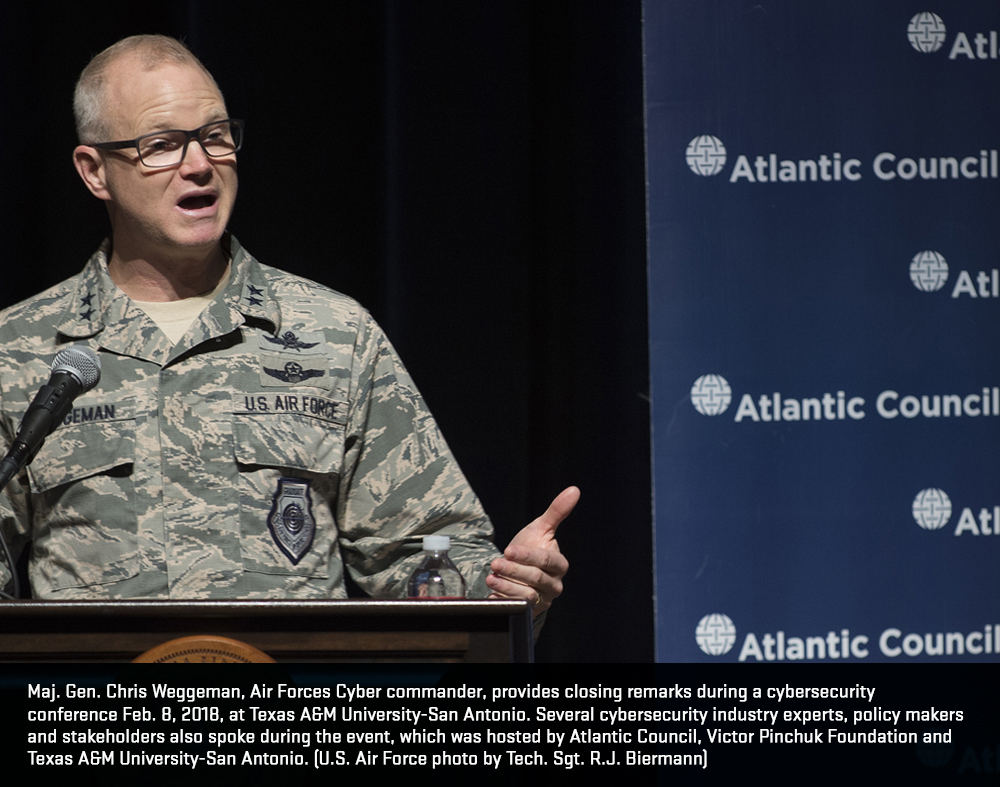 Atl
Atlantic Council
Atl
Atlantic Council
Atl
Atlantic Council
GEMAN
U.S. AIR FORCE
Maj. Gen. Chris Weggeman, Air Forces Cyber commander, provides closing remarks during a cybersecurity
conference Feb. 8, 2018, at Texas A&M University-San Antonio. Several cybersecurity industry experts, policy makers
and stakeholders also spoke during the event, which was hosted by Atlantic Council, Victor Pinchuk Foundation and
Texas A&M University-San Antonio. (U.S. Air Force photo by Tech. Sgt. R.J. Biermann)